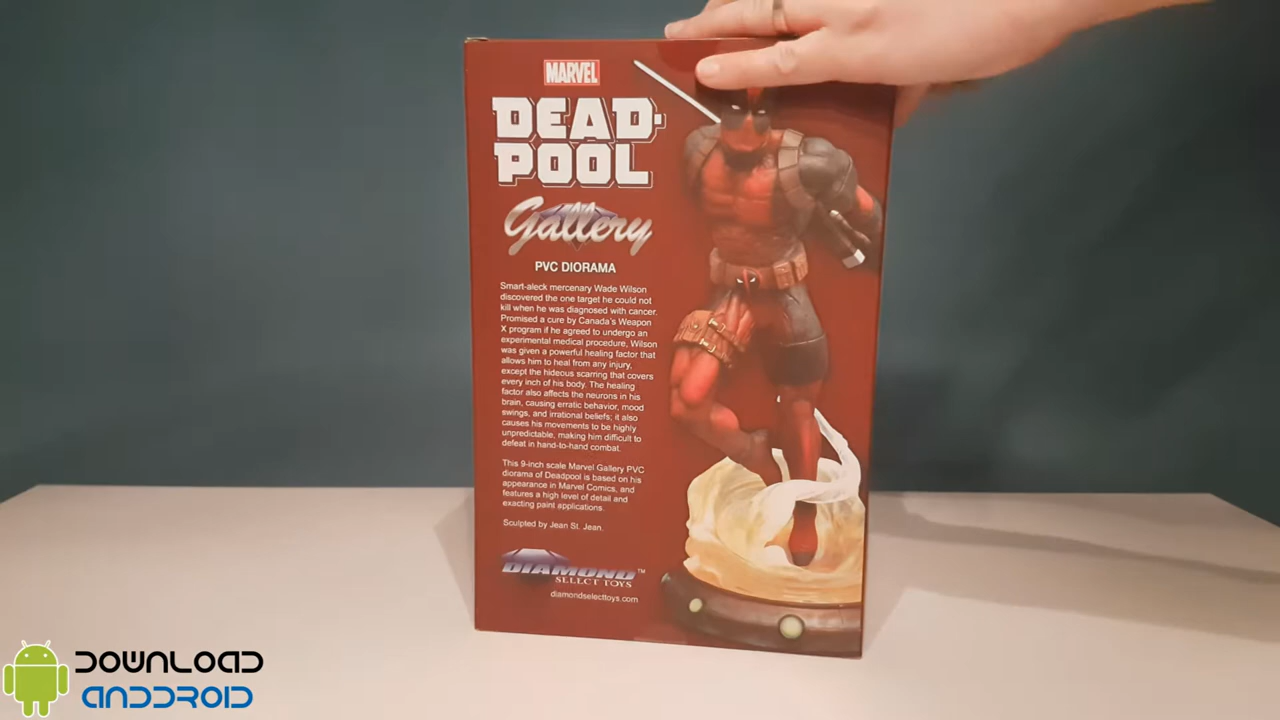 MARVEL
DEAD-
POOL
Gallery
PVC DIORAMA
Smart-aleck mercenary Wade Wilson
discovered the one target he could not
kill when he was diagnosed with cancer.
Promised a cure by Canada's Weapon
X program if he agreed to undergo an
experimental medical procedure, Wilson
was given a powerful healing factor that
allows him to heal from any injury,
except the hideous scarring that covers
every inch of his body. The healing
factor also affects the neurons in his
brain, causing erratic behavior, mood
swings, and irrational beliefs; it also
causes his movements to be highly
unpredictable, making him difficult to
defeat in hand-to-hand combat.
This 9-inch scale Marvel Gallery PVC
diorama of Deadpool is based on his
appearance in Marvel Comics, and
features a high level of detail and
exacting paint applications.
Sculpted by Jean St. Jean.
DIAMOND™
SELECT TOYS
diamondselecttoys.com
DOWNLOAD
ANDDROID